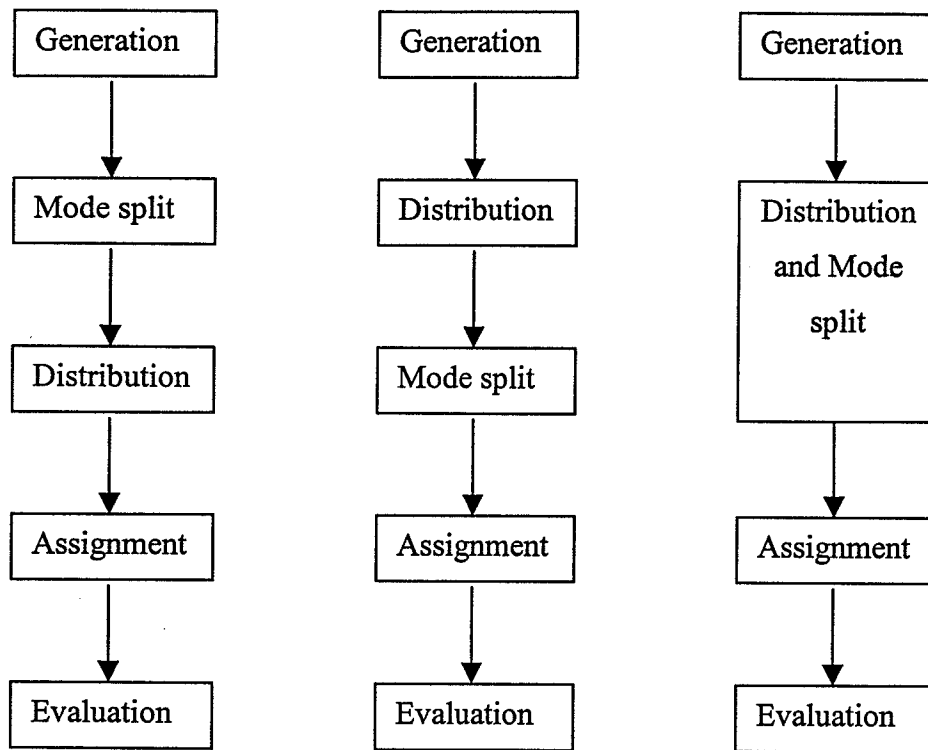 Generation
Mode split
Distribution
Assignment
Evaluation
Generation
Distribution
Mode split
Assignment
Evaluation
Generation
Distribution
and Mode
split
Assignment
Evaluation